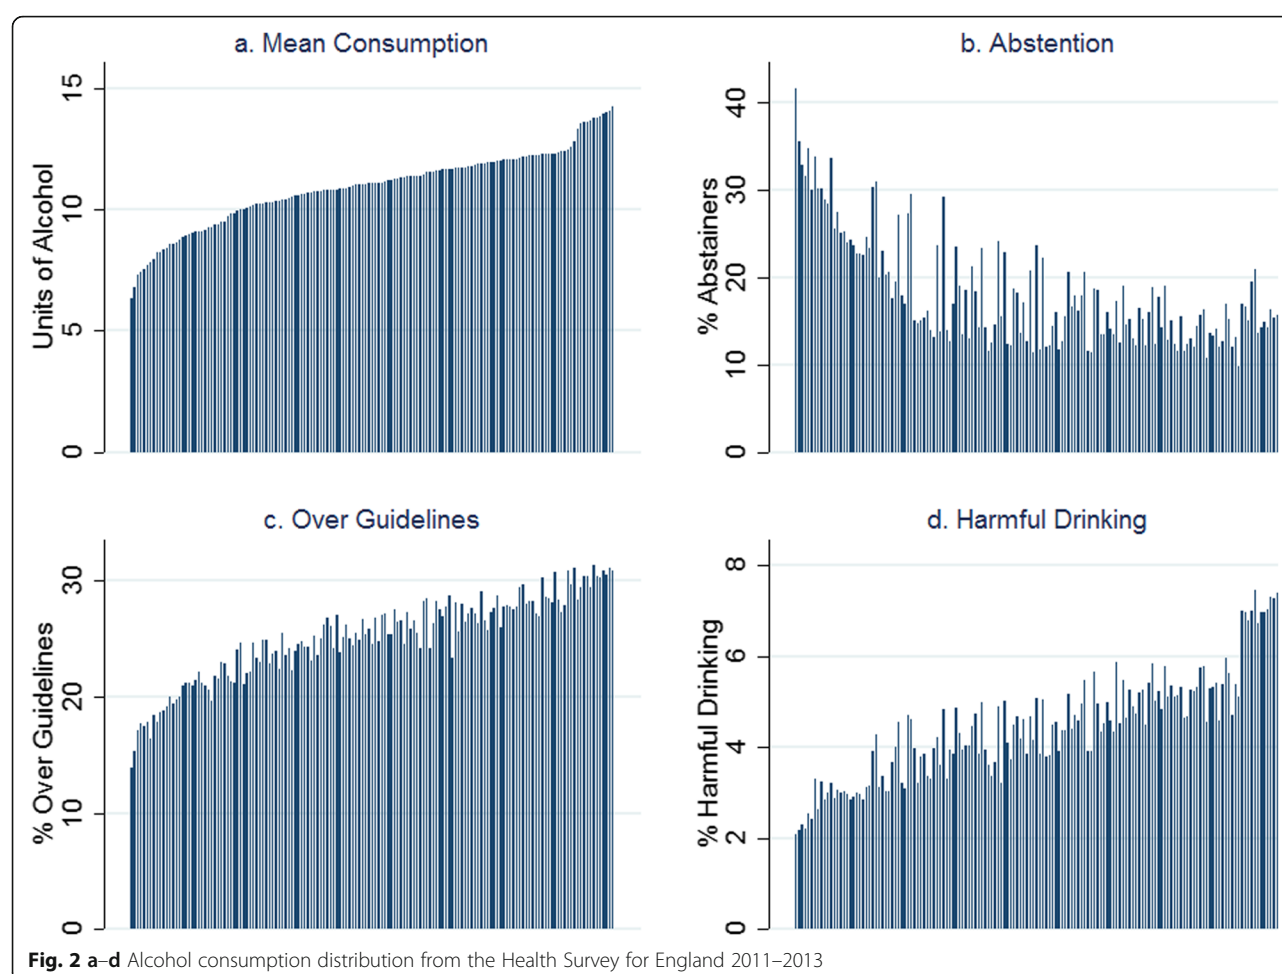 a. Mean Consumption
Units of Alcohol
15
10
5
0
b. Abstention
% Abstainers
40
30
20
10
0
c. Over Guidelines
% Over Guidelines
30
20
10
0
d. Harmful Drinking
% Harmful Drinking
8
6
4
2
0
Fig. 2 a–d Alcohol consumption distribution from the Health Survey for England 2011–2013